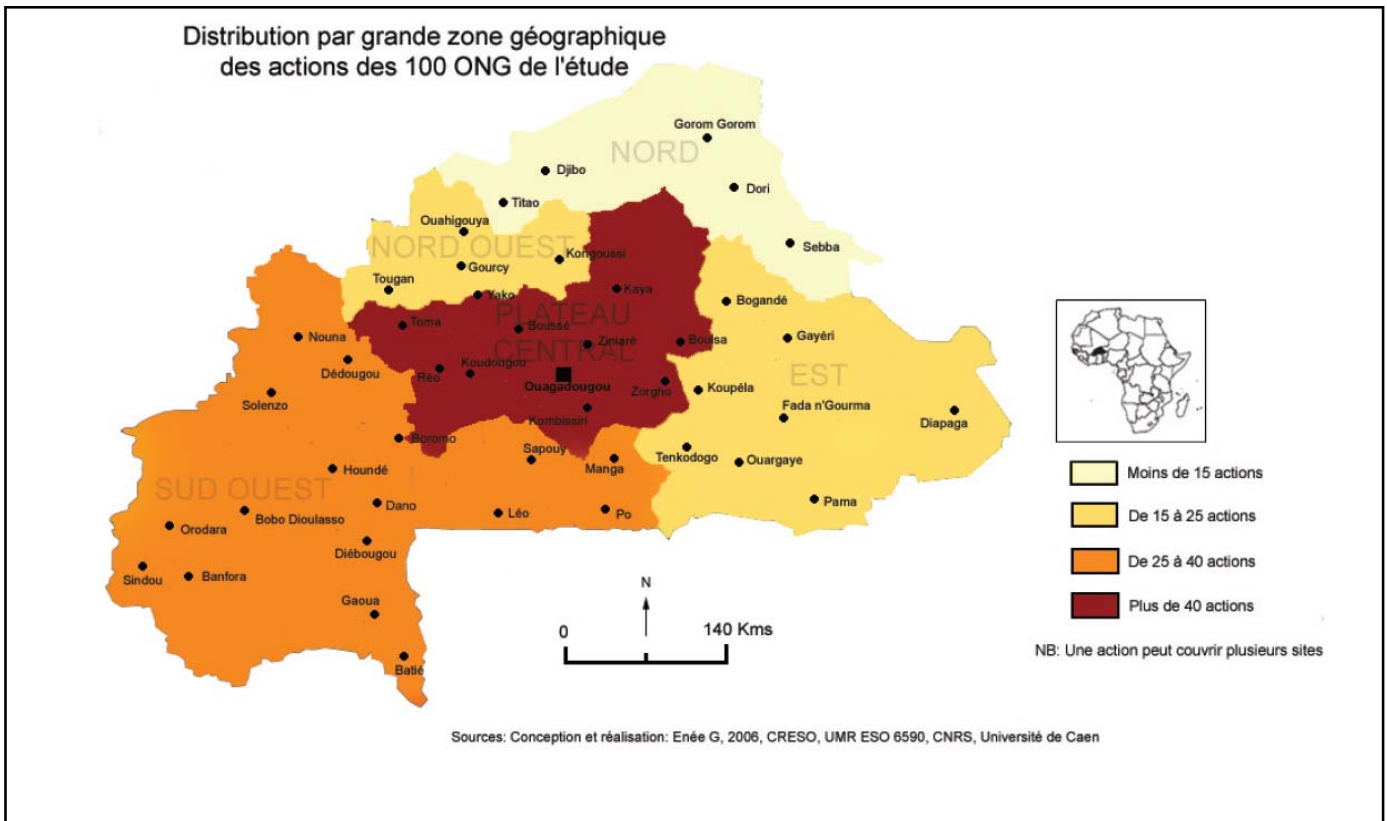 Distribution par grande zone géographique
des actions des 100 ONG de l'étude
Gorom Gorom
NORD
Djibo
Dori
Titao
Ouahigouya
Sebba
NORD OUEST
Kongoussi
Gourcy
Tougan
Kaya
Yako
Bogandé
PLATEAU
Toma
Boussé
Nouna
Gayéri
Ziniaré
Boulsa
CENTRAL
Dédougou
Koudougou
Réo
EST
Ouagadougou
Koupéla
Zorgho
Solenzo
Fada n'Gourma
Diapaga
Kombissiri
Boromo
Sapouy
Tenkodogo
Ouargaye
Houndé
Manga
SUD OUEST
Pama
Dano
Bobo Dioulasso
Léo
Po
Orodara
Diébougou
Sindou
Banfora
Gaoua
Batié
N
0
140 Kms
Moins de 15 actions
De 15 à 25 actions
De 25 à 40 actions
Plus de 40 actions
NB: Une action peut couvrir plusieurs sites
Sources: Conception et réalisation: Enée G, 2006, CRESO, UMR ESO 6590, CNRS, Université de Caen